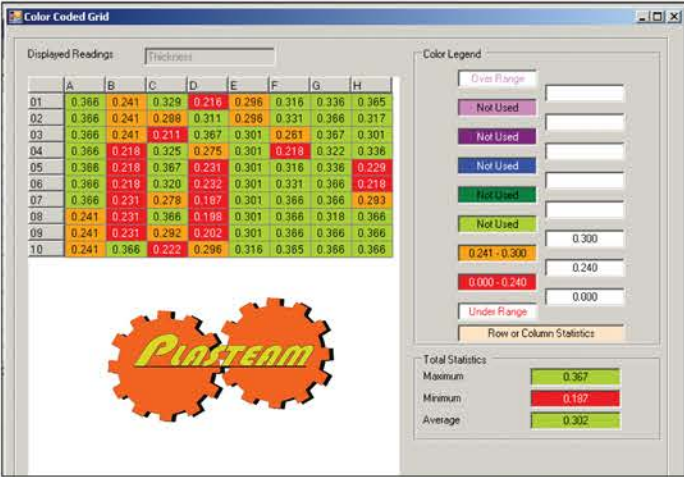 Color Coded Grid
Displayed Readings Thickness
A B C D E F G H
01 0.366 0.241 0.329 0.216 0.296 0.316 0.336 0.365
02 0.366 0.241 0.288 0.311 0.296 0.331 0.366 0.317
03 0.366 0.241 0.211 0.367 0.301 0.261 0.367 0.301
04 0.366 0.218 0.325 0.275 0.301 0.218 0.322 0.336
05 0.366 0.218 0.367 0.231 0.301 0.316 0.336 0.229
06 0.366 0.218 0.320 0.232 0.301 0.331 0.366 0.218
07 0.366 0.231 0.278 0.187 0.301 0.366 0.366 0.293
08 0.241 0.231 0.366 0.198 0.301 0.366 0.318 0.366
09 0.241 0.231 0.292 0.202 0.301 0.366 0.366 0.366
10 0.241 0.366 0.222 0.296 0.316 0.365 0.366 0.366
PLASTEAM
Color Legend
Over Range
Not Used
Not Used
Not Used
Not Used
Not Used
0.300
0.241 - 0.300
0.240
0.000 - 0.240
0.000
Under Range
Row or Column Statistics
Total Statistics
Maximum 0.367
Minimum 0.187
Average 0.302